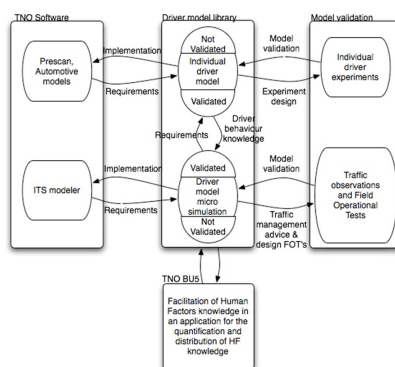 TNO Software
Driver model library
Model validation
Not
Validated
Individual
driver
model
Validated
Prescan,
Automotive
models
Implementation
Requirements
Model
validation
Experiment
design
Individual
driver
experiments
Requirements
Driver
behaviour
knowledge
Validated
Driver
model
micro
simulation
Not
Validated
ITS modeler
Implementation
Requirements
Model
validation
Traffic
management
advice &
design FOT's
Traffic
observations
and Field
Operational
Tests
TNO BU5
Facilitation of Human
Factors knowledge in
an application for the
quantification and
distribution of HF
knowledge